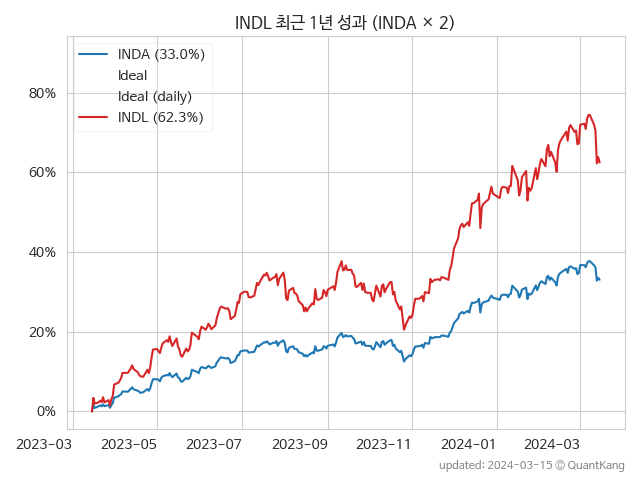 INDL 최근 1년 성과 (INDA × 2)
INDA (33.0%)
Ideal
Ideal (daily)
INDL (62.3%)
80%
60%
40%
20%
0%
2023-03 2023-05 2023-07 2023-09 2023-11 2024-01 2024-03
updated: 2024-03-15 © QuantKang